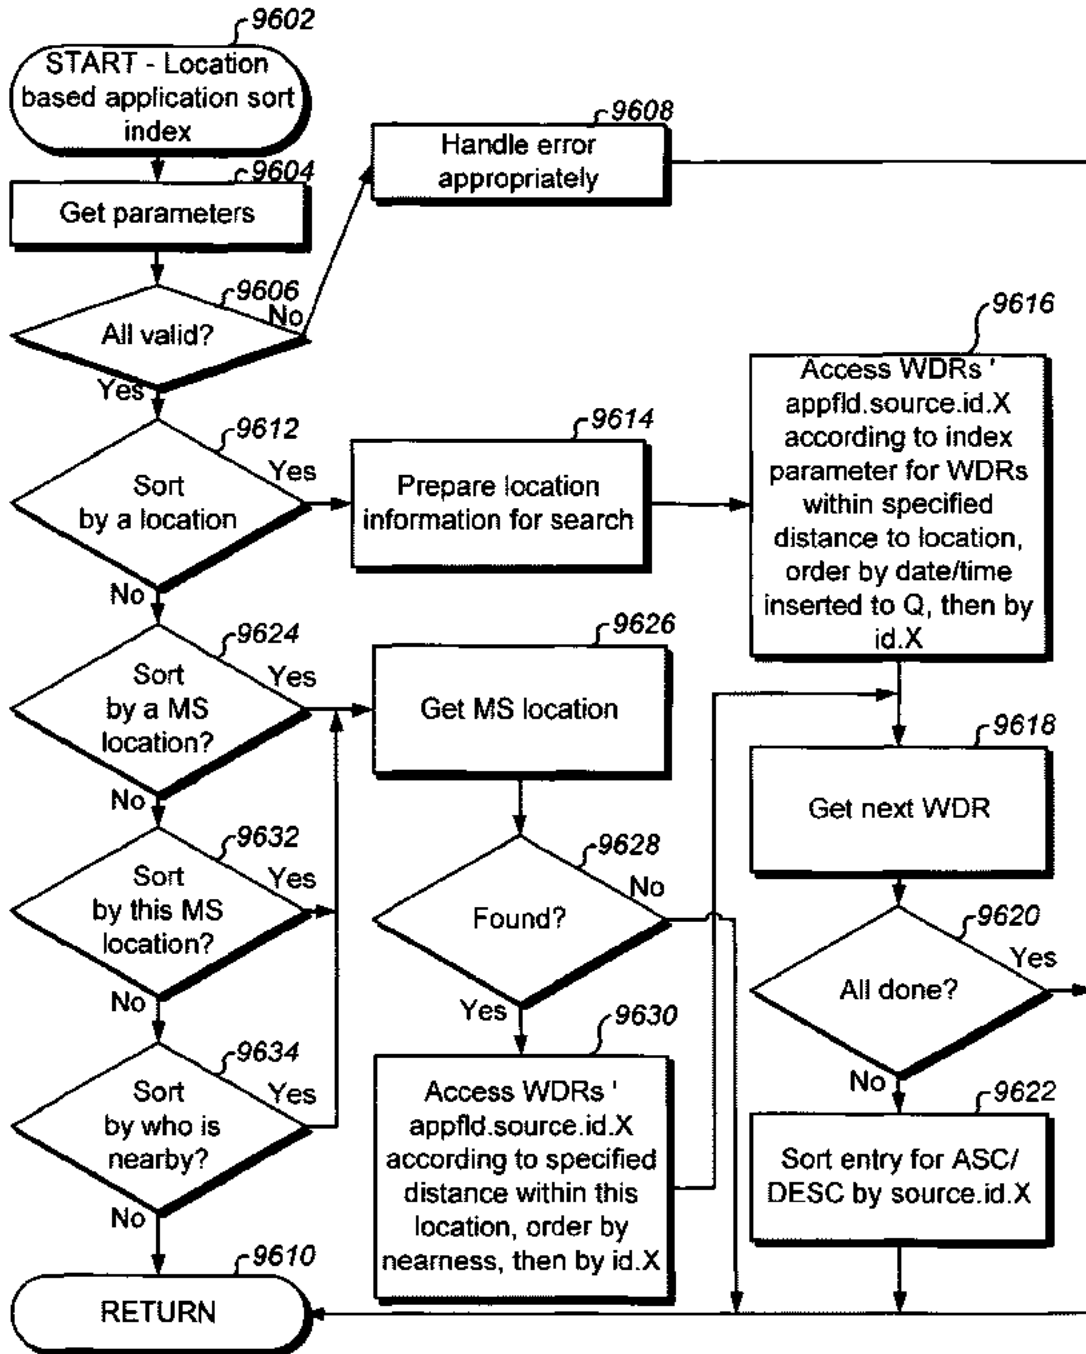 9602
START - Location
based application sort
index
9604
Get parameters
9606
All valid?
No
Yes
9608
Handle error
appropriately
9612
Sort
by a location
Yes
No
9614
Prepare location
information for search
9616
Access WDRs '
appfld.source.id.X
according to index
parameter for WDRs
within specified
distance to location,
order by date/time
inserted to Q, then by
id.X
9618
Get next WDR
9620
All done?
Yes
No
9622
Sort entry for ASC/
DESC by source.id.X
9624
Sort
by a MS
location?
Yes
No
9626
Get MS location
9628
Found?
No
Yes
9630
Access WDRs '
appfld.source.id.X
according to specified
distance within this
location, order by
nearness, then by id.X
9632
Sort
by this MS
location?
Yes
No
9634
Sort
by who is
nearby?
Yes
No
9610
RETURN